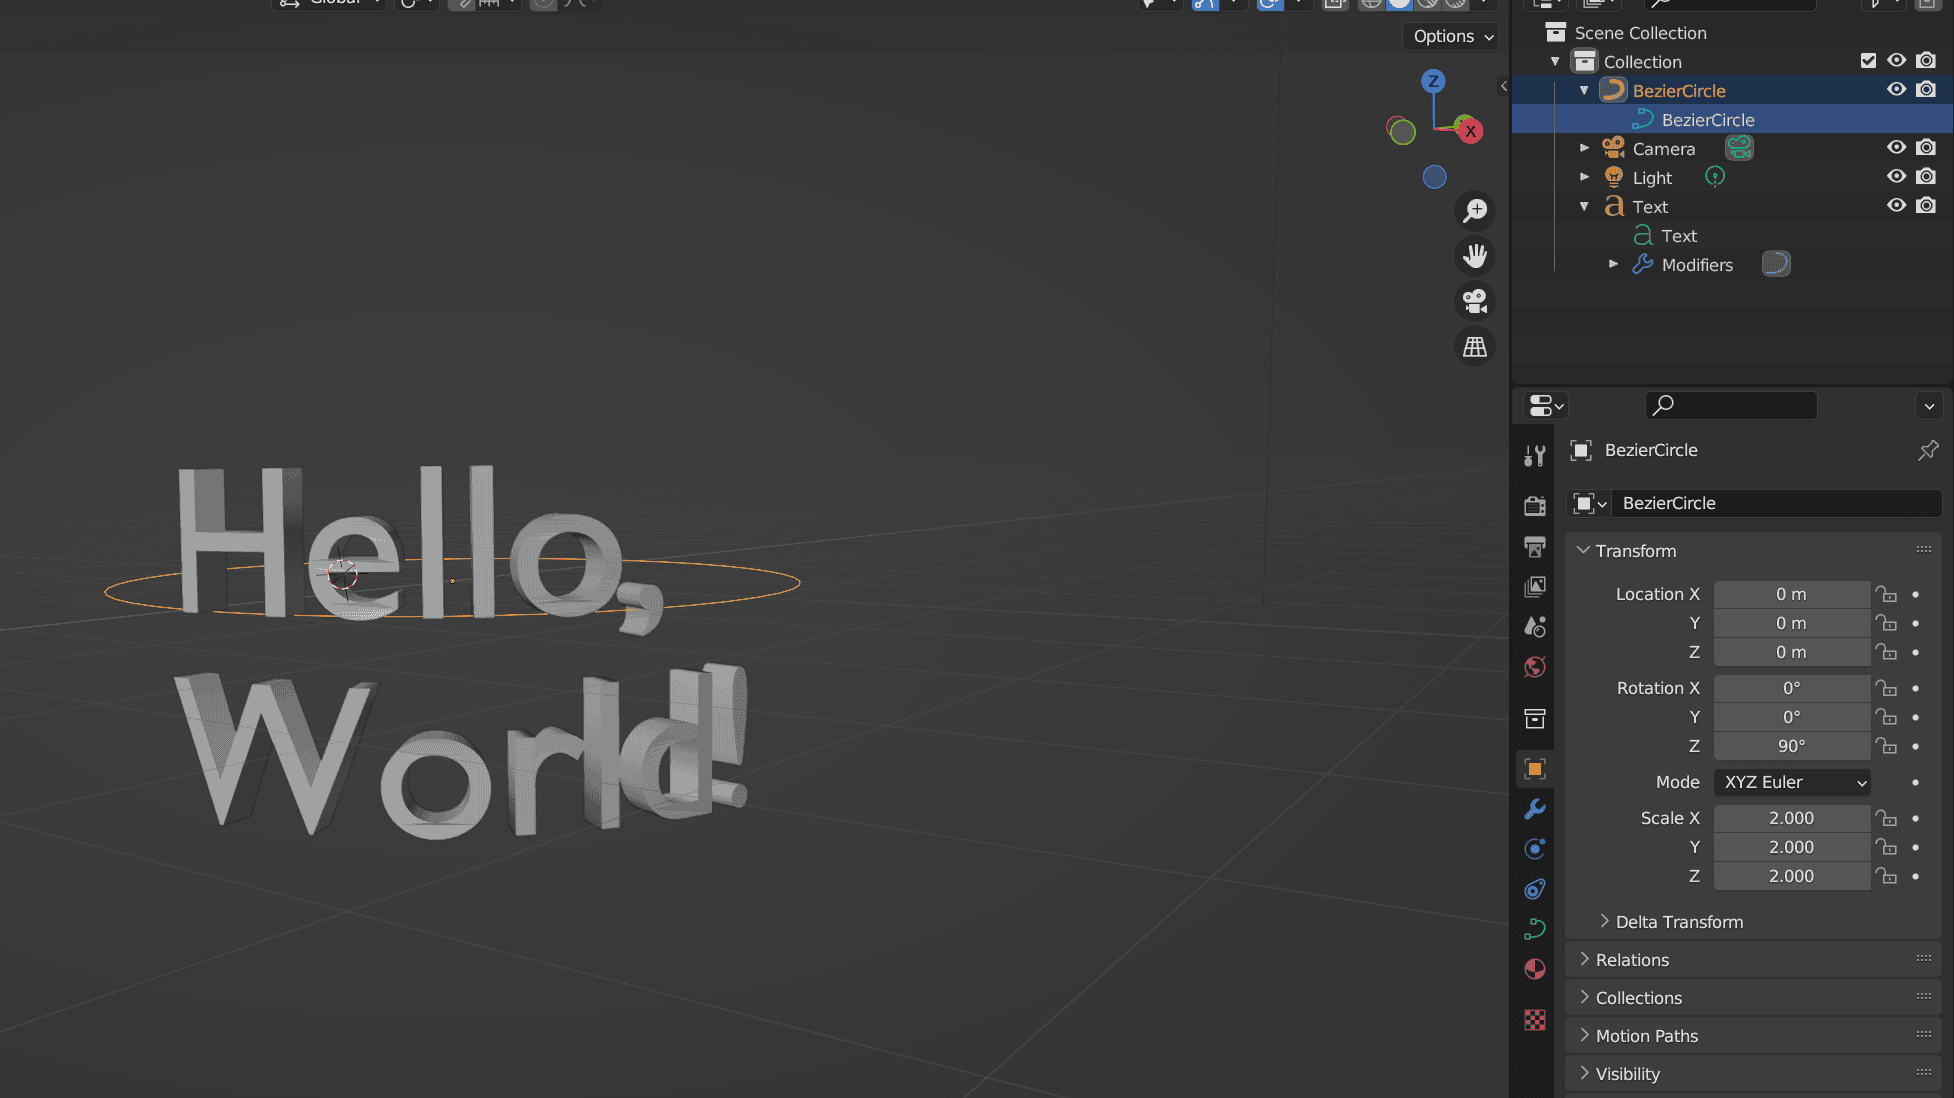 Global
Options
Z
X
Hello,
World!
Scene Collection
Collection
BezierCircle
BezierCircle
Camera
Light
Text
Text
Modifiers
BezierCircle
BezierCircle
Transform
Location X 0 m
Y 0 m
Z 0 m
Rotation X 0°
Y 0°
Z 90°
Mode XYZ Euler
Scale X 2.000
Y 2.000
Z 2.000
Delta Transform
Relations
Collections
Motion Paths
Visibility